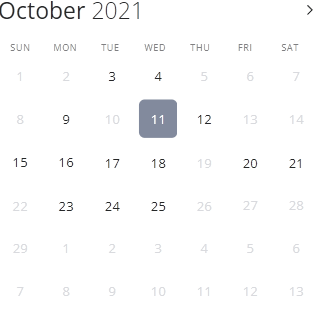 October 2021
SUN MON TUE WED THU FRI SAT
1 2 3 4 5 6 7
8 9 10 11 12 13 14
15 16 17 18 19 20 21
22 23 24 25 26 27 28
29 1 2 3 4 5 6
7 8 9 10 11 12 13